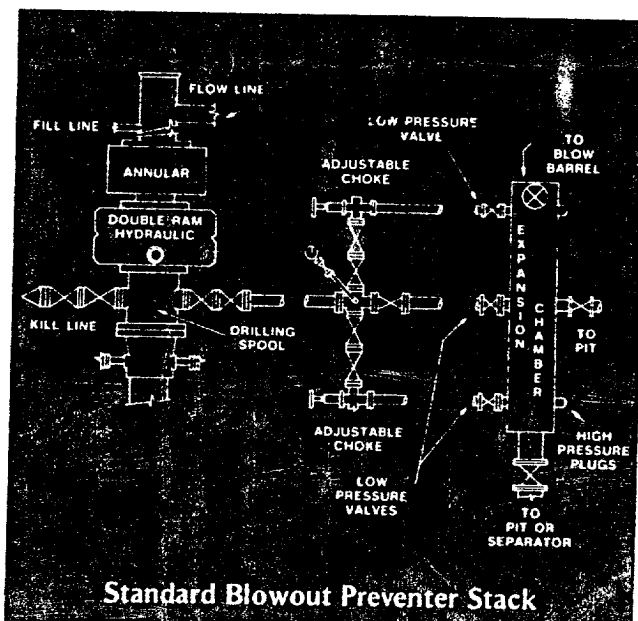 FLOW LINE
FILL LINE
ANNULAR
DOUBLE RAM
HYDRAULIC
KILL LINE
DRILLING
SPOOL
LOW PRESSURE
VALVE
ADJUSTABLE
CHOKE
ADJUSTABLE
CHOKE
LOW
PRESSURE
VALVES
TO
BLOW
BARREL
EXPANSION
CHAMBER
TO
PIT
HIGH
PRESSURE
PLUGS
TO
PIT OR
SEPARATOR
Standard Blowout Preventer Stack